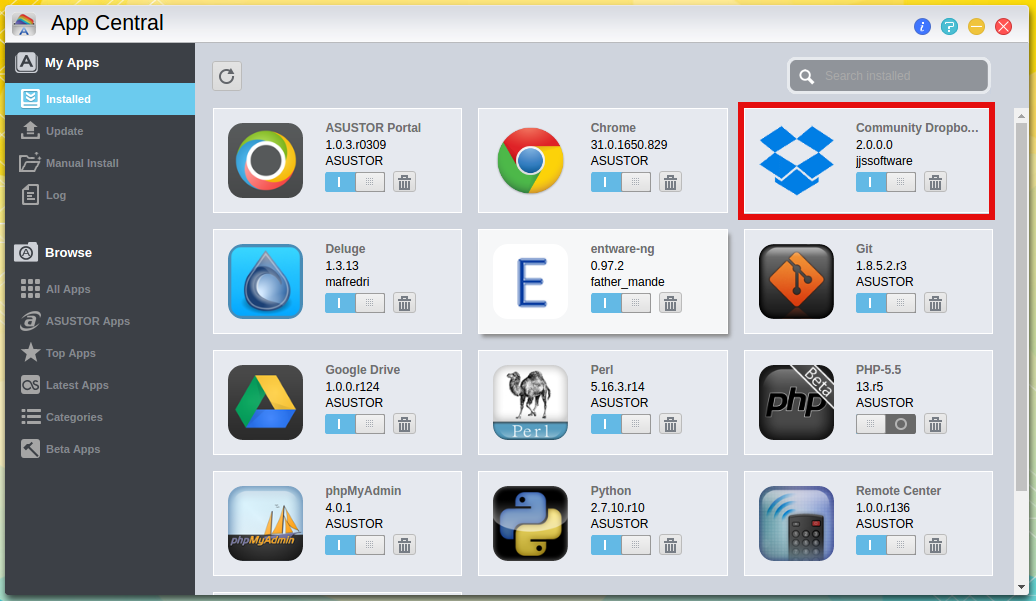 App Central
My Apps
Installed
Update
Manual Install
Log
Browse
All Apps
ASUSTOR Apps
Top Apps
Latest Apps
Categories
Beta Apps
Search installed
ASUSTOR Portal
1.0.3.r0309
ASUSTOR
Chrome
31.0.1650.829
ASUSTOR
Community Dropbo...
2.0.0.0
jjssoftware
Deluge
1.3.13
mafredri
E
entware-ng
0.97.2
father_mande
Git
1.8.5.2.r3
ASUSTOR
Google Drive
1.0.0.r124
ASUSTOR
Perl
Perl
5.16.3.r14
ASUSTOR
php
Beta
PHP-5.5
13.r5
ASUSTOR
phpMyAdmin
phpMyAdmin
4.0.1
ASUSTOR
Python
2.7.10.r10
ASUSTOR
Remote Center
1.0.0.r136
ASUSTOR